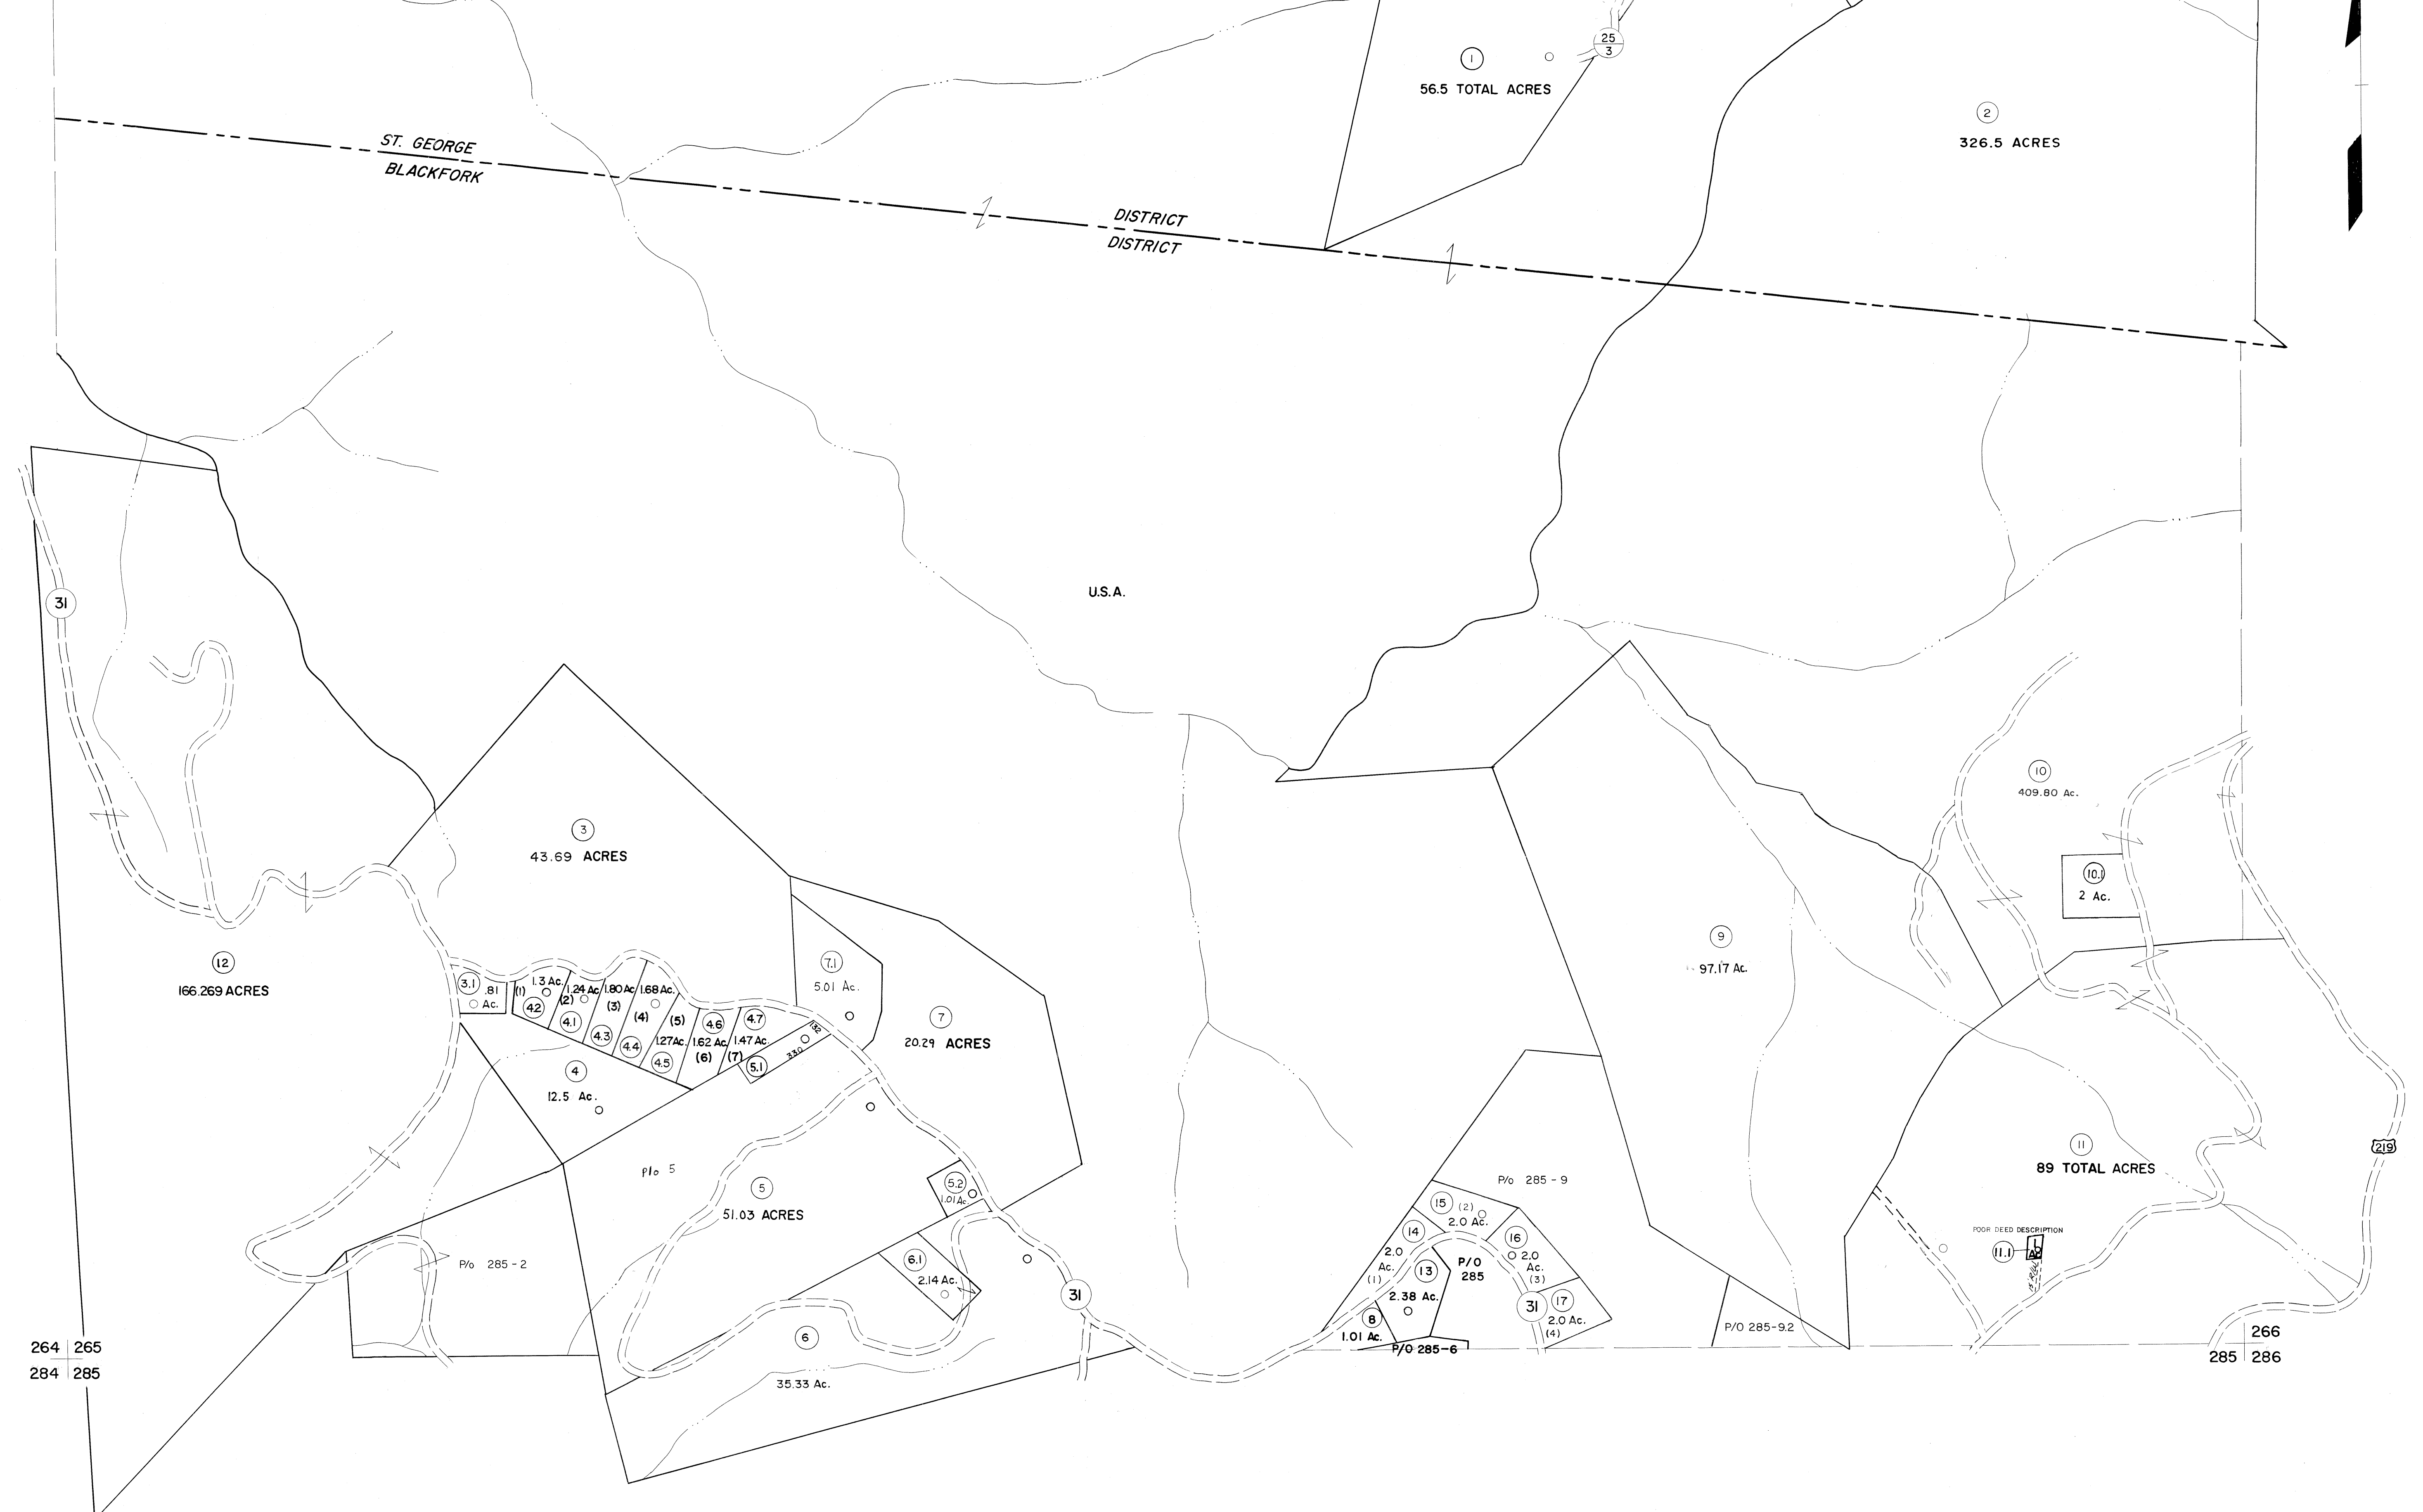 25
3
1
56.5 TOTAL ACRES
2
326.5 ACRES
ST. GEORGE
BLACKFORK
DISTRICT
DISTRICT
U.S.A.
31
3
43.69 ACRES
10
409.80 Ac.
10.1
2 Ac.
9
97.17 Ac.
12
166.269 ACRES
7.1
5.01 Ac.
7
20.29 ACRES
3.1
.81
Ac.
(1)
1.3 Ac.
4.2
1.24 Ac.
(2)
4.1
1.80 Ac.
(3)
4.3
1.68 Ac.
(4)
4.4
(5)
1.27 Ac.
4.5
4.6
1.62 Ac.
(6)
4.7
1.47 Ac.
(7)
132
330
5.1
4
12.5 Ac.
P/o 5
5
51.03 ACRES
5.2
1.01 Ac.
P/o 285-2
6.1
2.14 Ac.
31
6
35.33 Ac.
P/o 285-9
15
(2)
2.0 Ac.
14
2.0
Ac.
(1)
16
2.0
Ac.
(3)
13
2.38 Ac.
P/O
285
31
17
2.0 Ac.
(4)
8
1.01 Ac.
P/O 285-6
P/O 285-9.2
11
89 TOTAL ACRES
219
POOR DEED DESCRIPTION
11.1
1
264 265
284 285
266
285 286